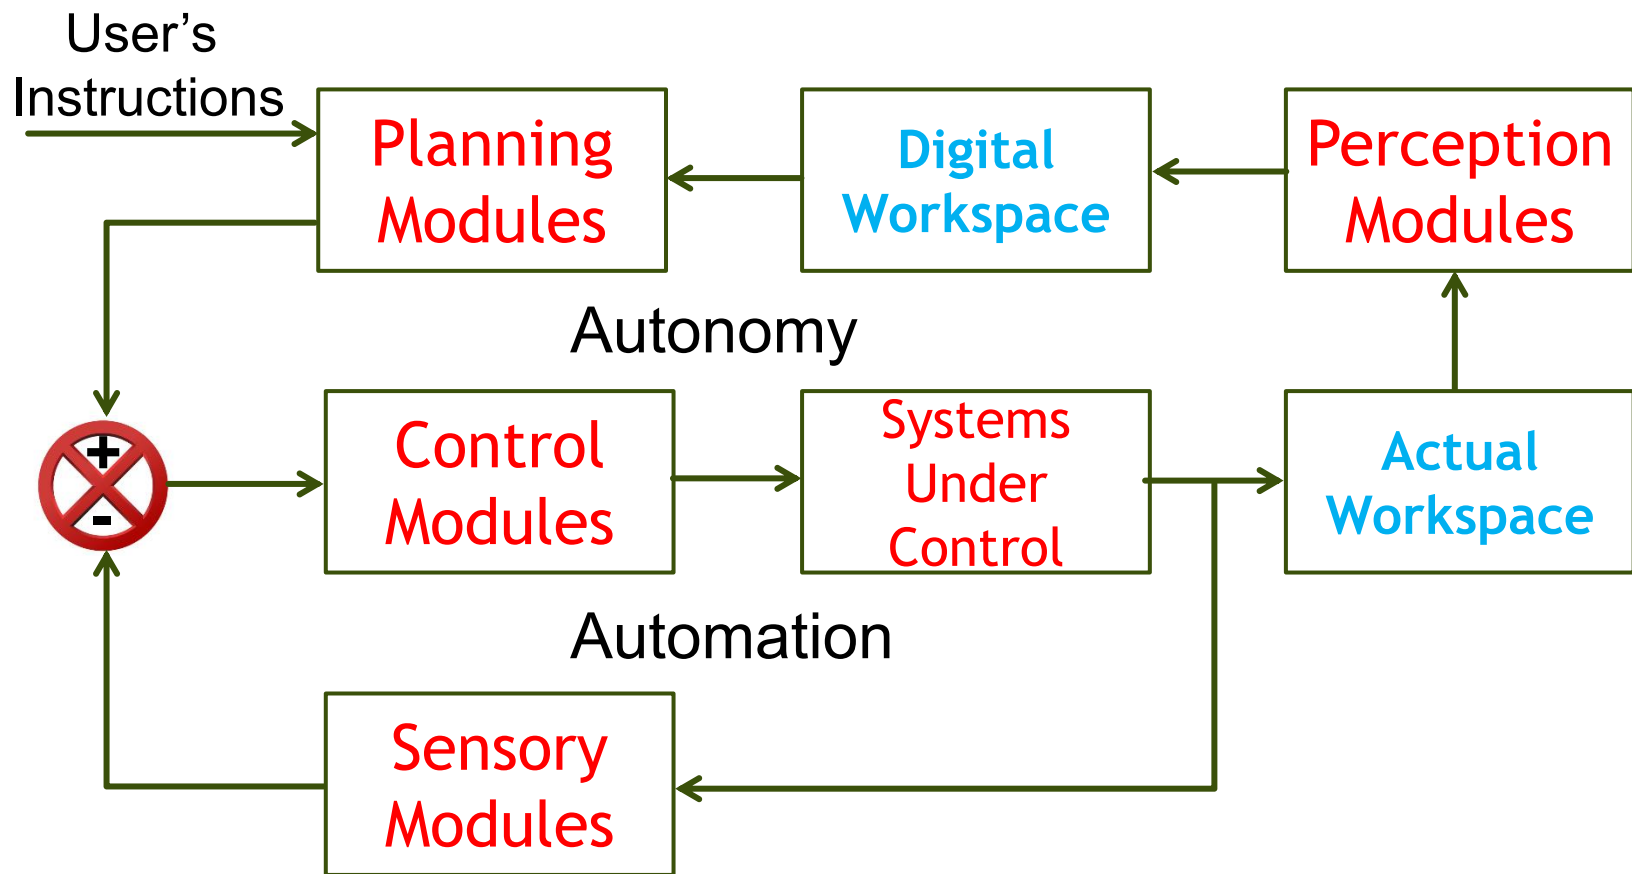 User’s
Instructions
Planning
Modules
Digital
Workspace
Perception
Modules
Autonomy
+
-
Control
Modules
Systems
Under
Control
Actual
Workspace
Automation
Sensory
Modules